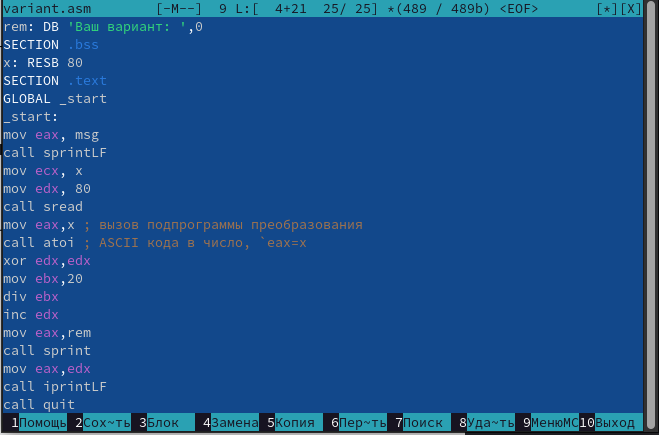 variant.asm [-M--] 9 L:[ 4+21 25/ 25] *(489 / 489b) <EOF> [*][X]
rem: DB 'Ваш вариант: ',0
SECTION .bss
x: RESB 80
SECTION .text
GLOBAL _start
_start:
mov eax, msg
call sprintLF
mov ecx, x
mov edx, 80
call sread
mov eax,x ; вызов подпрограммы преобразования
call atoi ; ASCII кода в число, `eax=x
xor edx,edx
mov ebx,20
div ebx
inc edx
mov eax,rem
call sprint
mov eax,edx
call iprintLF
call quit
1Помощь 2Сох~ть 3Блок 4Замена 5Копия 6Пер~ть 7Поиск 8Уда~ть 9МенюMC 10Выход